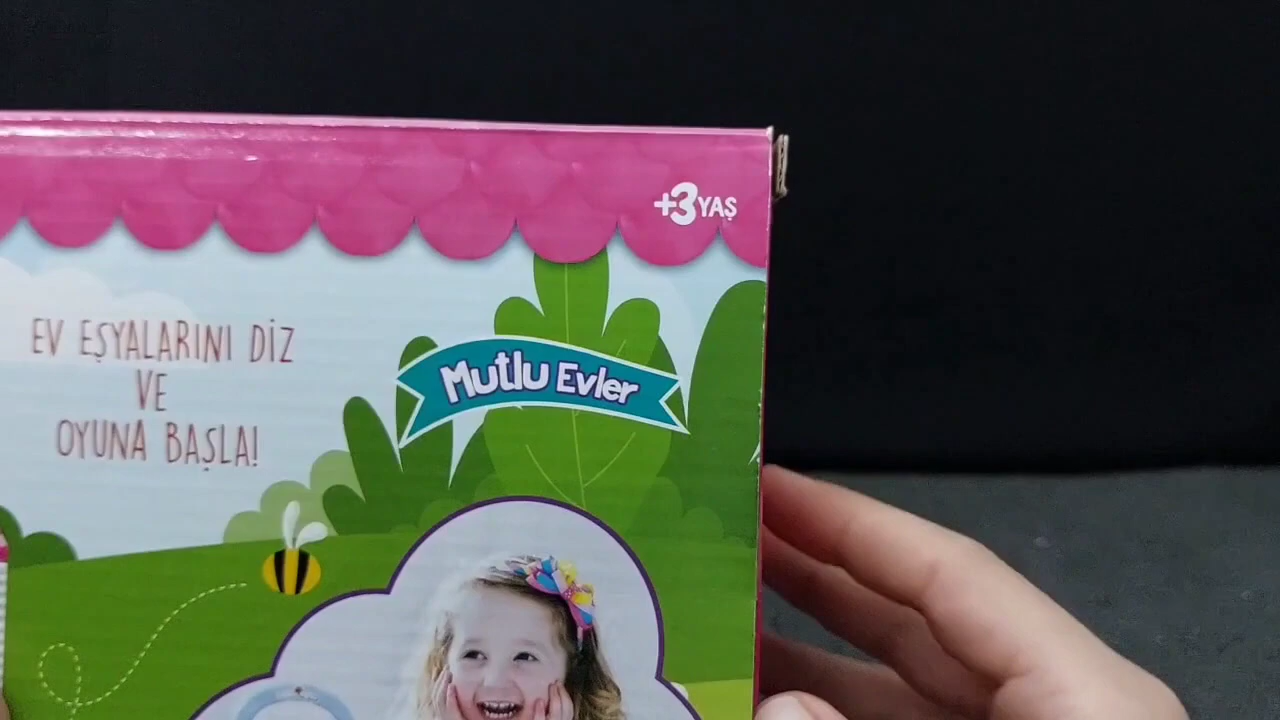 +3 YAŞ
EV EŞYALARINI DİZ
VE
OYUNA BAŞLA!
Mutlu Evler